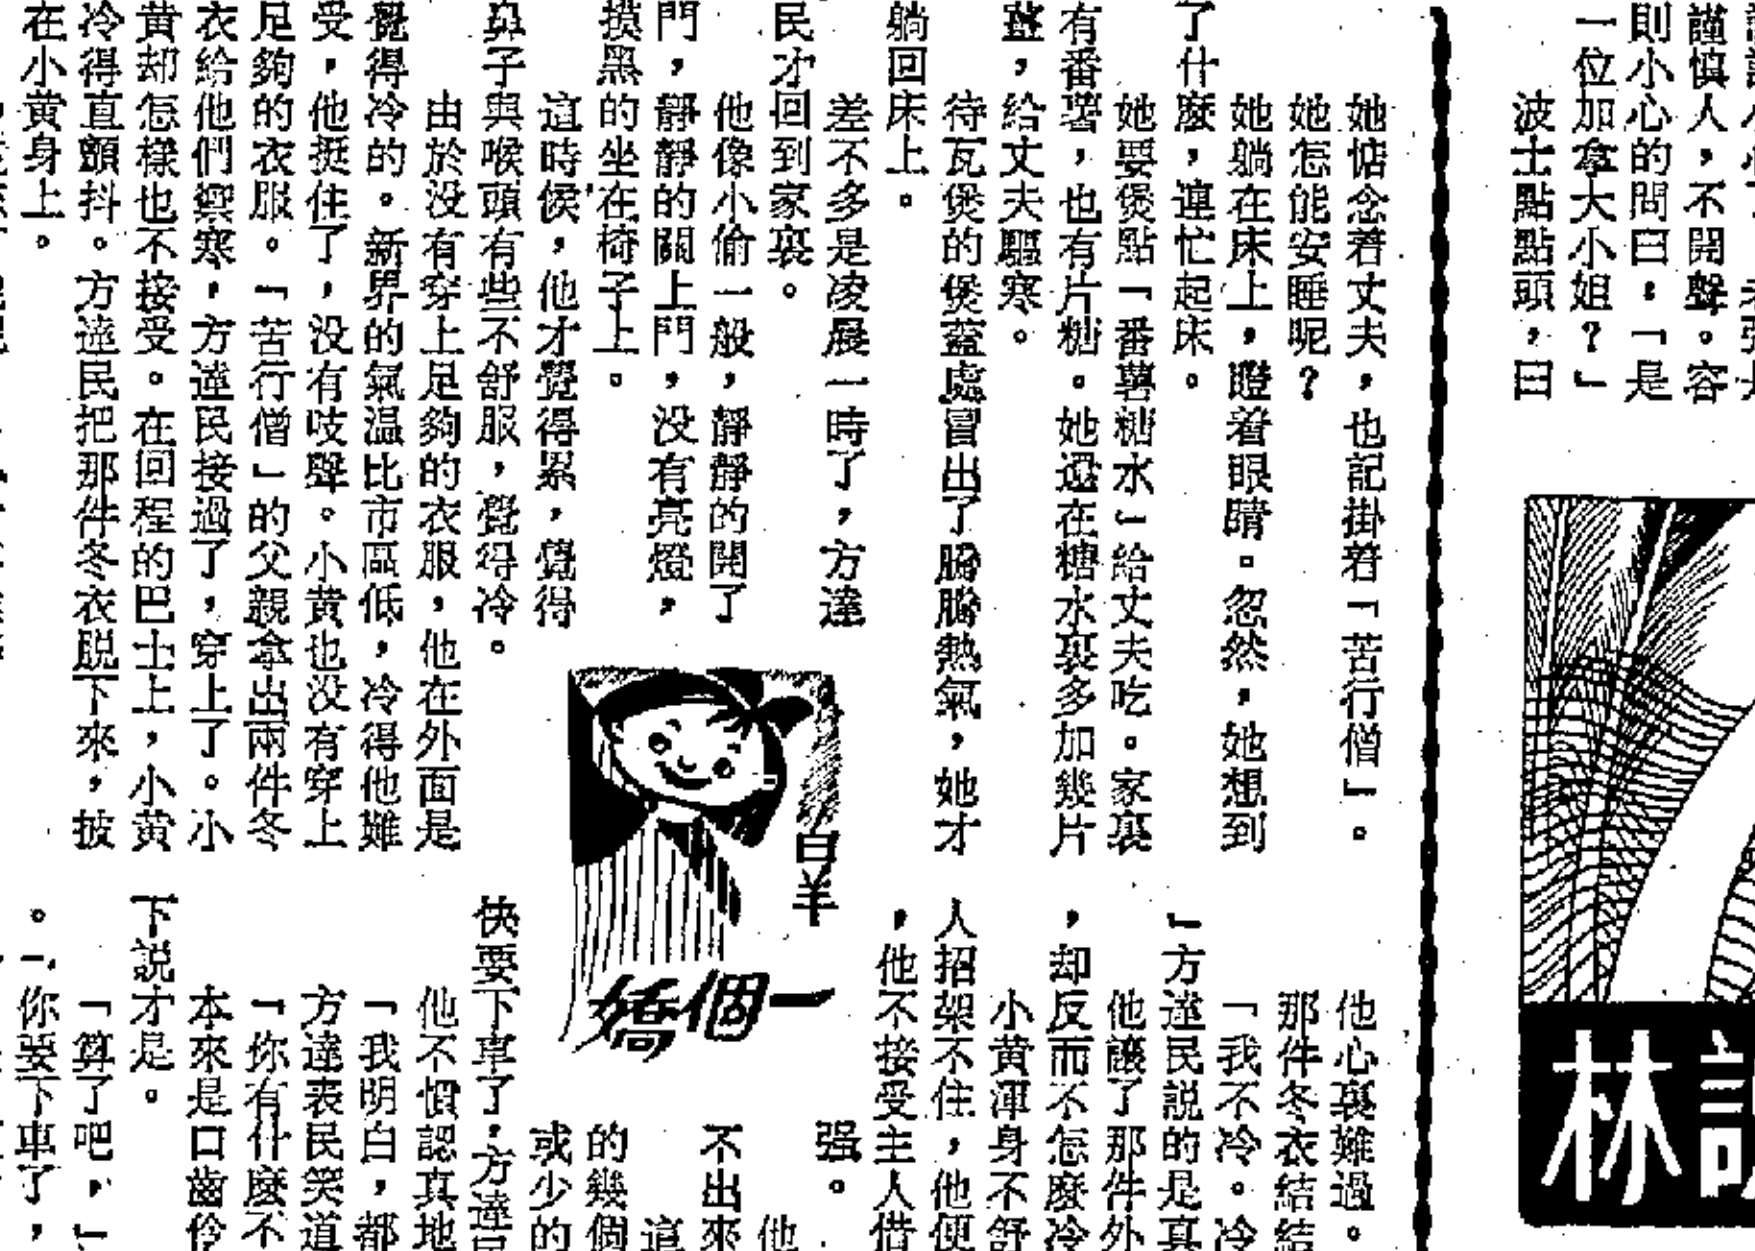 謹慎人，不開聲。容
則小心的問曰：「是
一位加拿大小姐？」
波士點點頭，曰
林
她惦念着丈夫，也記掛着「苦行僧」。
她怎能安睡呢？
她躺在床上，瞪着眼睛。忽然，她想到
了什麼，連忙起床。
她要煲點「番薯糖水」給丈夫吃。家裏
有番薯，也有片糖。她還在糖水裏多加幾片
薑，給丈夫驅寒。
待瓦煲的煲蓋處冒出了騰騰熱氣，她才
躺回床上。
差不多是凌晨一時了，方達
民才回到家裏。
他像小偷一般，靜靜的開了
門，靜靜的關上門，没有亮燈，
摸黑的坐在椅子上。
這時候，他才覺得累，覺得
鼻子與喉頭有些不舒服，覺得冷。
由於没有穿上足夠的衣服，他在外面是
覺得冷的。新界的氣温比市區低，冷得他難
受，他挺住了，没有吱聲。小黄也没有穿上
足夠的衣服。「苦行僧」的父親拿出兩件冬
衣給他們禦寒，方達民接過了，穿上了。小
黄却怎樣也不接受。在回程的巴士上，小黄
冷得直顫抖。方達民把那件冬衣脱下來，披
在小黄身上。
白羊
一個嬌
他心裏難過。
那件冬衣結結
「我不冷。冷
」方達民説的是真
他讓了那件外
，却反而不怎麼冷
小黄渾身不舒
人招架不住，他便
，他不接受主人借
强。
他
不出來
這
的幾個
或少的
快要下車了，方達民
他不慣認真地
「我明白，都
方達表民笑道
「你有什麼不
本來是口齒伶
下説才是。
「算了吧，」
。「你要下車了，